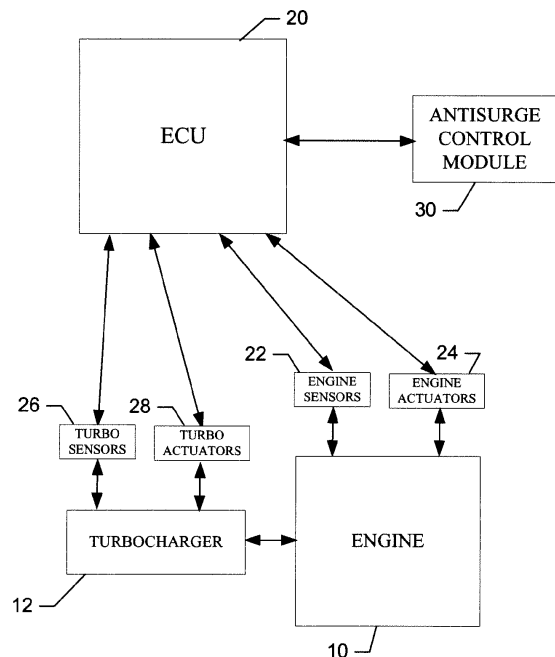 20
ECU
ANTISURGE
CONTROL
MODULE
30
22
ENGINE
SENSORS
24
ENGINE
ACTUATORS
26
TURBO
SENSORS
28
TURBO
ACTUATORS
TURBOCHARGER
12
ENGINE
10